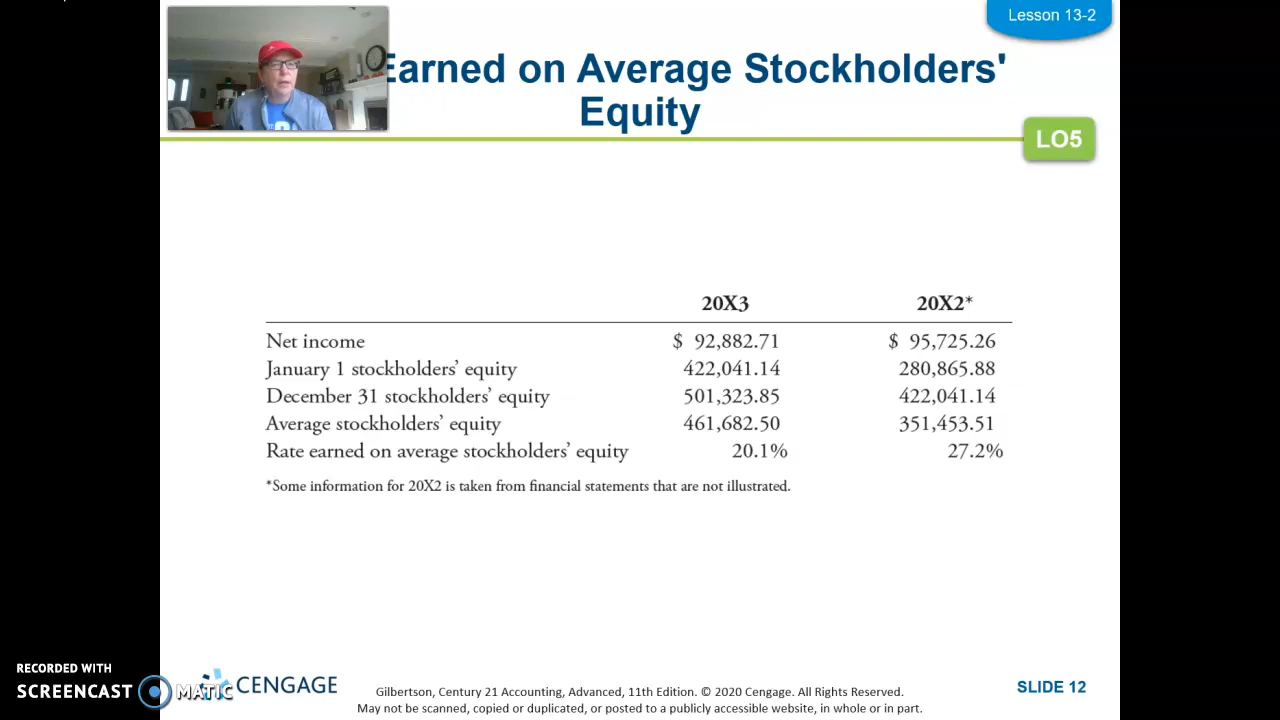 Lesson 13-2
Earned on Average Stockholders'
Equity
LO5
20X3 20X2*
Net income $ 92,882.71 $ 95,725.26
January 1 stockholders' equity 422,041.14 280,865.88
December 31 stockholders' equity 501,323.85 422,041.14
Average stockholders' equity 461,682.50 351,453.51
Rate earned on average stockholders' equity 20.1% 27.2%
*Some information for 20X2 is taken from financial statements that are not illustrated.
RECORDED WITH
SCREENCAST MATIC
CENGAGE
Gilbertson, Century 21 Accounting, Advanced, 11th Edition. © 2020 Cengage. All Rights Reserved.
May not be scanned, copied or duplicated, or posted to a publicly accessible website, in whole or in part.
SLIDE 12